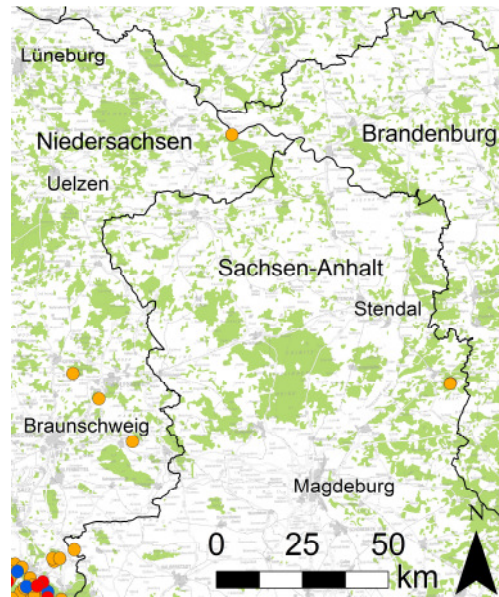 Lüneburg
Niedersachsen
Brandenburg
Uelzen
Sachsen-Anhalt
Stendal
Braunschweig
Magdeburg
N
0 25 50
km